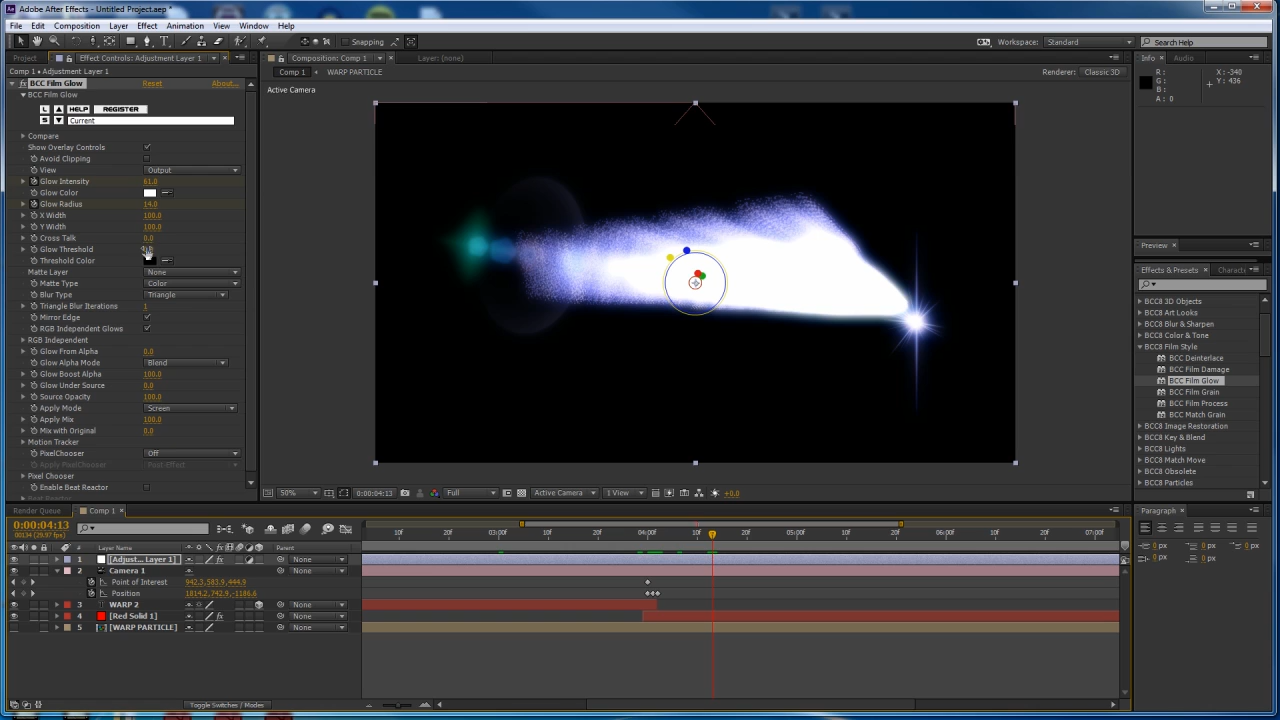 Adobe After Effects - Untitled Project.aep *
File Edit Composition Layer Effect Animation View Window Help
Snapping Workspace: Standard Search Help
Project Effect Controls: Adjustment Layer 1 Composition: Comp 1 Layer: (none) Info Audio
Comp 1 • Adjustment Layer 1 Comp 1 WARP PARTICLE Renderer: Classic 3D
BCC Film Glow Reset About...
BCC Film Glow
L HELP REGISTER
S Current
Compare
Show Overlay Controls
Avoid Clipping
View Output
Glow Intensity 61.0
Glow Color
Glow Radius 14.0
X Width 100.0
Y Width 100.0
Cross Talk 0.0
Glow Threshold
Threshold Color
Matte Layer None
Matte Type Color
Blur Type Triangle
Triangle Blur Iterations 1
Mirror Edge
RGB Independent Glows
RGB Independent
Glow From Alpha 0.0
Glow Alpha Mode Blend
Glow Boost Alpha 100.0
Glow Under Source 0.0
Source Opacity 100.0
Apply Mode Screen
Apply Mix 100.0
Mix with Original 0.0
Motion Tracker
PixelChooser Off
Apply PixelChooser Post-Effect
Pixel Chooser
Enable Beat Reactor
Beat Reactor
Active Camera
50% 0:00:04:13 Full Active Camera 1 View +0.0
R :
G :
B :
A : 0
X : -340
Y : 436
Preview
Effects & Presets
BCC8 3D Objects
BCC8 Art Looks
BCC8 Blur & Sharpen
BCC8 Color & Tone
BCC8 Film Style
BCC Deinterlace
BCC Film Damage
BCC Film Glow
BCC Film Grain
BCC Film Process
BCC Match Grain
BCC8 Image Restoration
BCC8 Key & Blend
BCC8 Lights
BCC8 Match Move
BCC8 Obsolete
BCC8 Particles
Paragraph
0 px 0 px
0 px 0 px
0 px
Render Queue Comp 1
0:00:04:13
00134 (29.97 fps)
10f 20f 04:00f 10f 20f 05:00f 10f 20f 06:00f 10f 20f 07:00f
# Layer Name Parent
1 [Adjust... Layer 1] None
2 Camera 1 None
Point of Interest 942.3,583.9,444.9
Position 1814.2,742.9,-1186.6
3 WARP 2 None
4 [Red Solid 1] None
5 [WARP PARTICLE] None
Toggle Switches / Modes